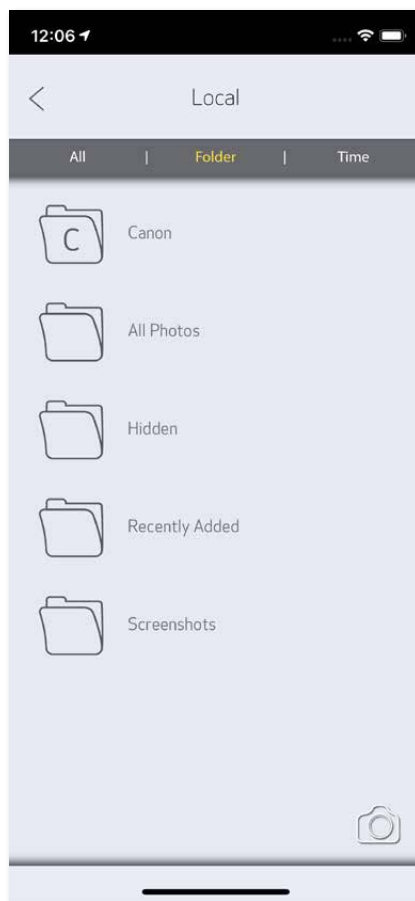 12:06
Local
All | Folder | Time
C Canon
All Photos
Hidden
Recently Added
Screenshots